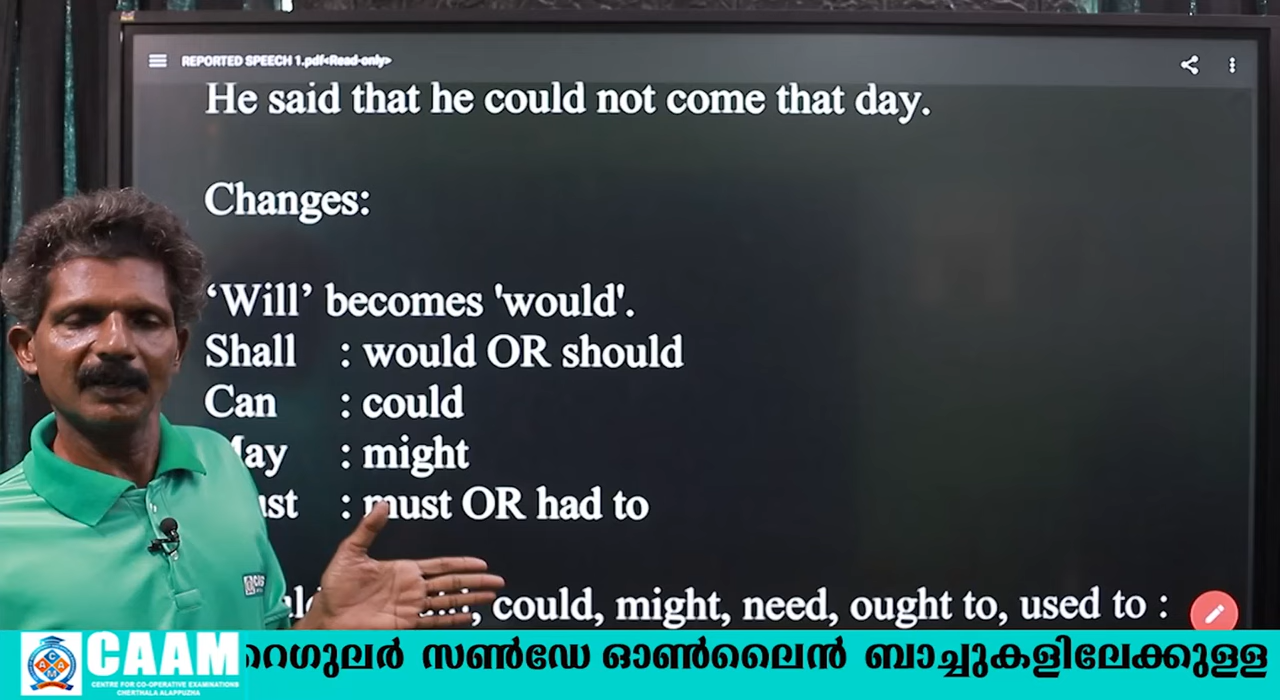 REPORTED SPEECH 1.pdf<Read-only>
He said that he could not come that day.
Changes:
‘Will’ becomes 'would'.
Shall : would OR should
Can : could
: might
: must OR had to
could, might, need, ought to, used to :
CAAM
CENTRE FOR CO-OPERATIVE EXAMINATIONS
CHERTHALA ALAPPUZHA
റെഗുലർ സൺഡേ ഓൺലൈൻ ബാച്ചുകളിലേക്കുള്ള